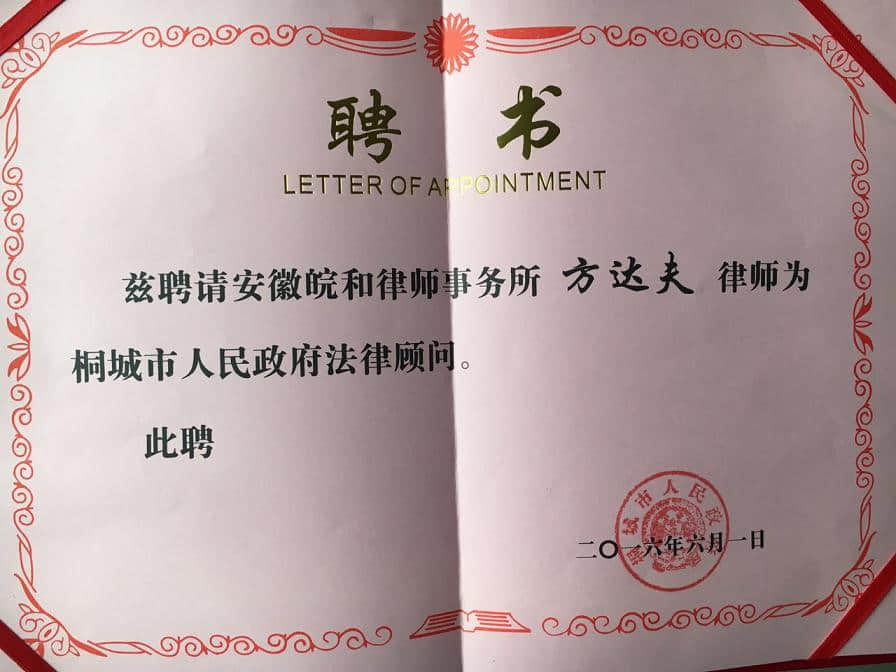 聘 书
LETTER OF APPOINTMENT
兹聘请安徽皖和律师事务所 方达夫 律师为
桐城市人民政府法律顾问。
此聘
桐城市人民政府
二〇一六年六月一日